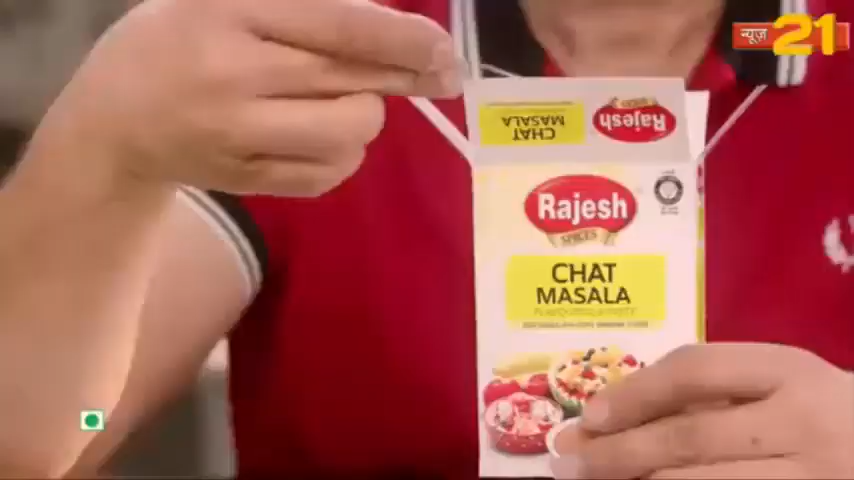 न्यूज़ 21
CHAT
MASALA
Rajesh
Rajesh
SPICES
CHAT
MASALA